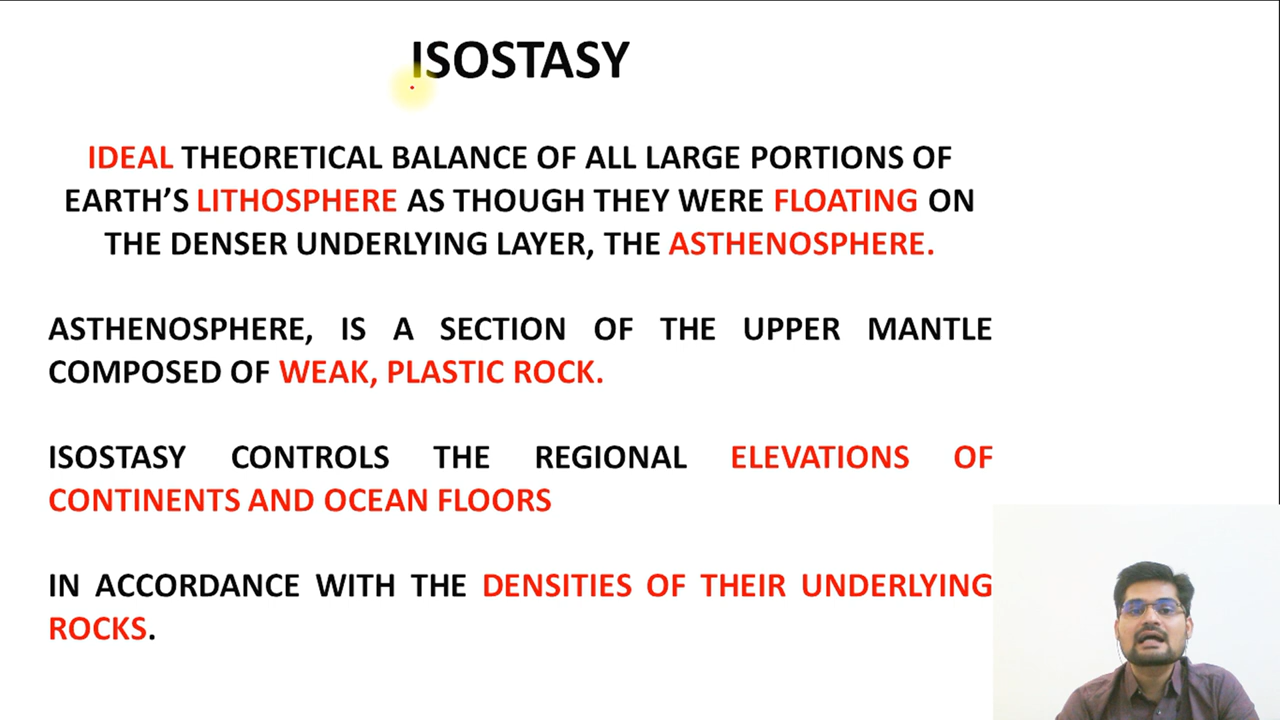 ISOSTASY
IDEAL THEORETICAL BALANCE OF ALL LARGE PORTIONS OF
EARTH'S LITHOSPHERE AS THOUGH THEY WERE FLOATING ON
THE DENSER UNDERLYING LAYER, THE ASTHENOSPHERE.
ASTHENOSPHERE, IS A SECTION OF THE UPPER MANTLE
COMPOSED OF WEAK, PLASTIC ROCK.
ISOSTASY CONTROLS THE REGIONAL ELEVATIONS OF
CONTINENTS AND OCEAN FLOORS
IN ACCORDANCE WITH THE DENSITIES OF THEIR UNDERLYING
ROCKS.